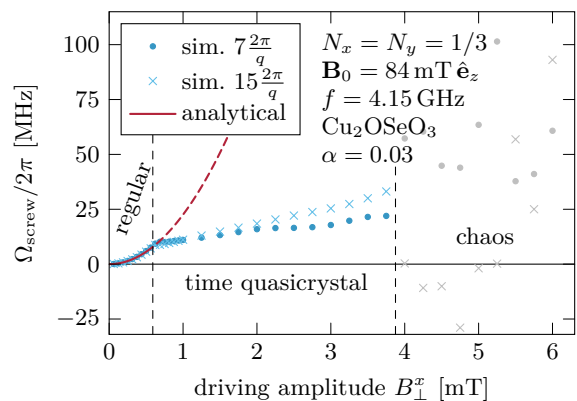 100
75
50
25
0
−25
Ω_screw/2π [MHz]
sim. 7 2π/q
sim. 15 2π/q
analytical
N_x = N_y = 1/3
B_0 = 84 mT ê_z
f = 4.15 GHz
Cu₂OSeO₃
α = 0.03
regular
time quasicrystal
chaos
0 1 2 3 4 5 6
driving amplitude B_⊥^x [mT]